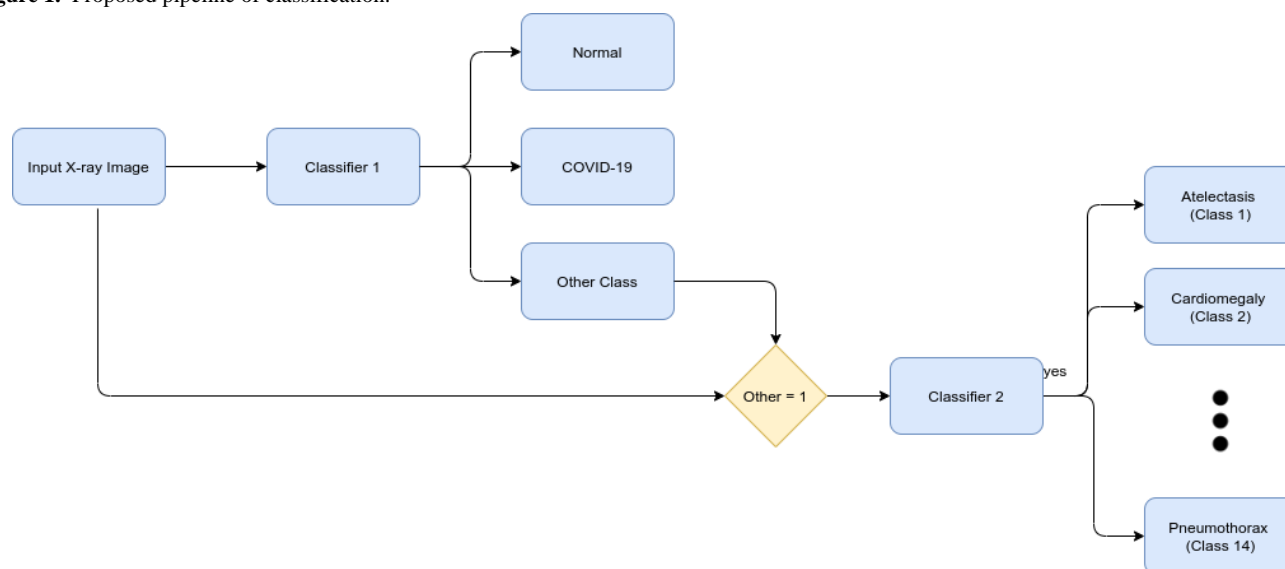 Proposed pipeline of classification.
Normal
Input X-ray Image
Classifier 1
COVID-19
Other Class
Other = 1
Classifier 2
yes
Atelectasis
(Class 1)
Cardiomegaly
(Class 2)
Pneumothorax
(Class 14)